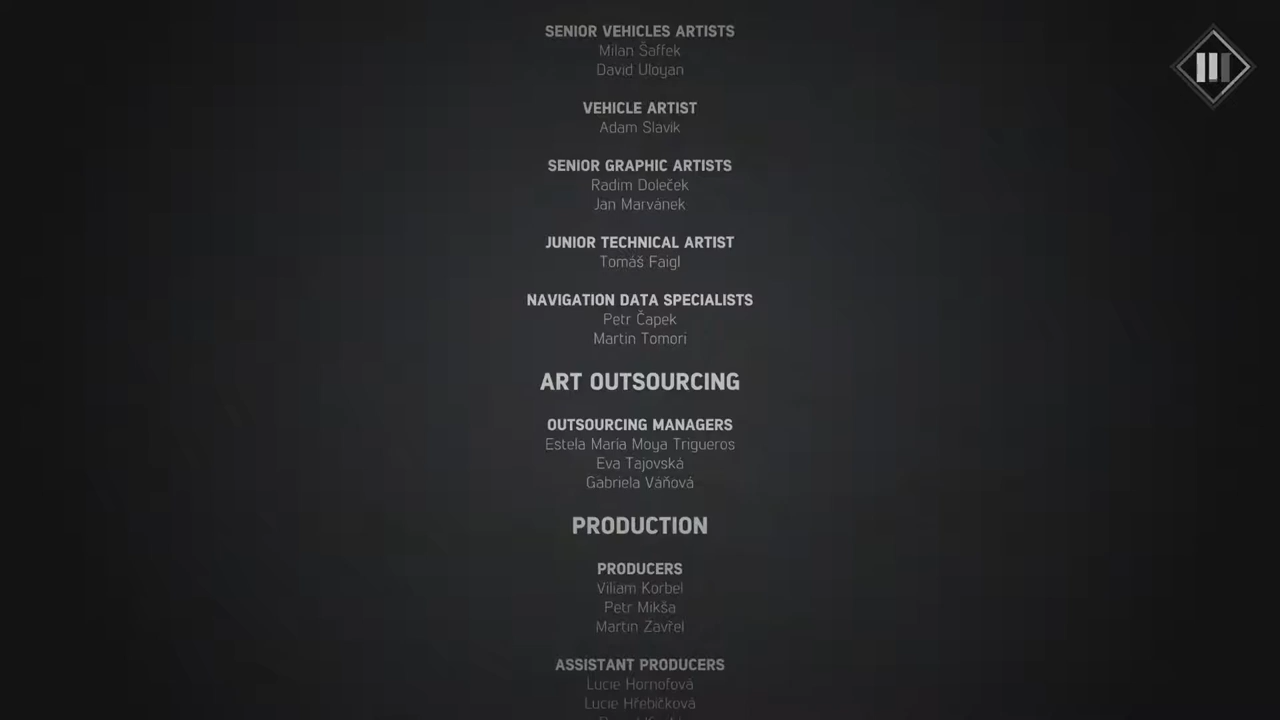 SENIOR VEHICLES ARTISTS
Milan Šaffek
David Uloyan
VEHICLE ARTIST
Adam Slavik
SENIOR GRAPHIC ARTISTS
Radim Doleček
Jan Marvánek
JUNIOR TECHNICAL ARTIST
Tomáš Faigl
NAVIGATION DATA SPECIALISTS
Petr Čapek
Martin Tomori
ART OUTSOURCING
OUTSOURCING MANAGERS
Estela Maria Moya Trigueros
Eva Tajovská
Gabriela Váňová
PRODUCTION
PRODUCERS
Viliam Korbel
Petr Mikša
Martin Zavřel
ASSISTANT PRODUCERS
Lucie Hornofová
Lucie Hřebičková